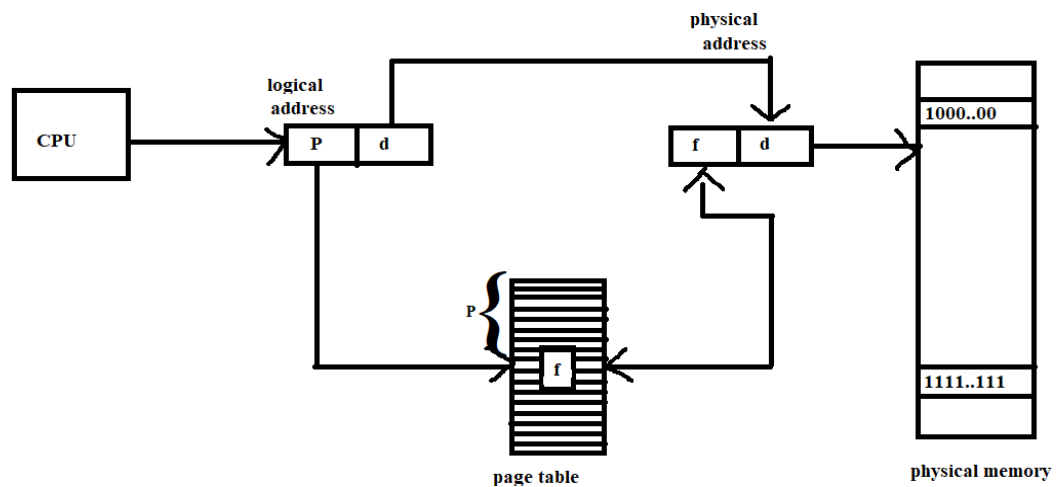 physical
address
logical
address
CPU
P
d
f
d
1000..00
P
f
1111..111
page table
physical memory